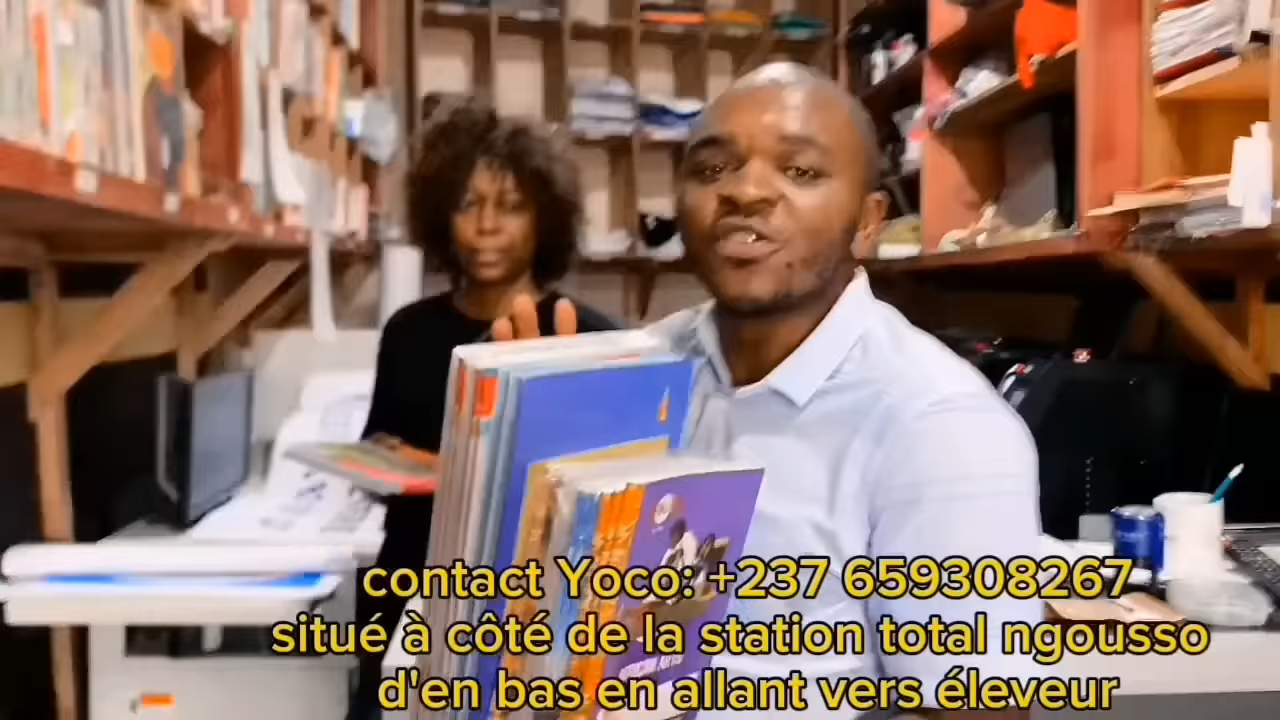 contact Yoco: +237 659308267
situé à côté de la station total ngousso
d'en bas en allant vers éleveur